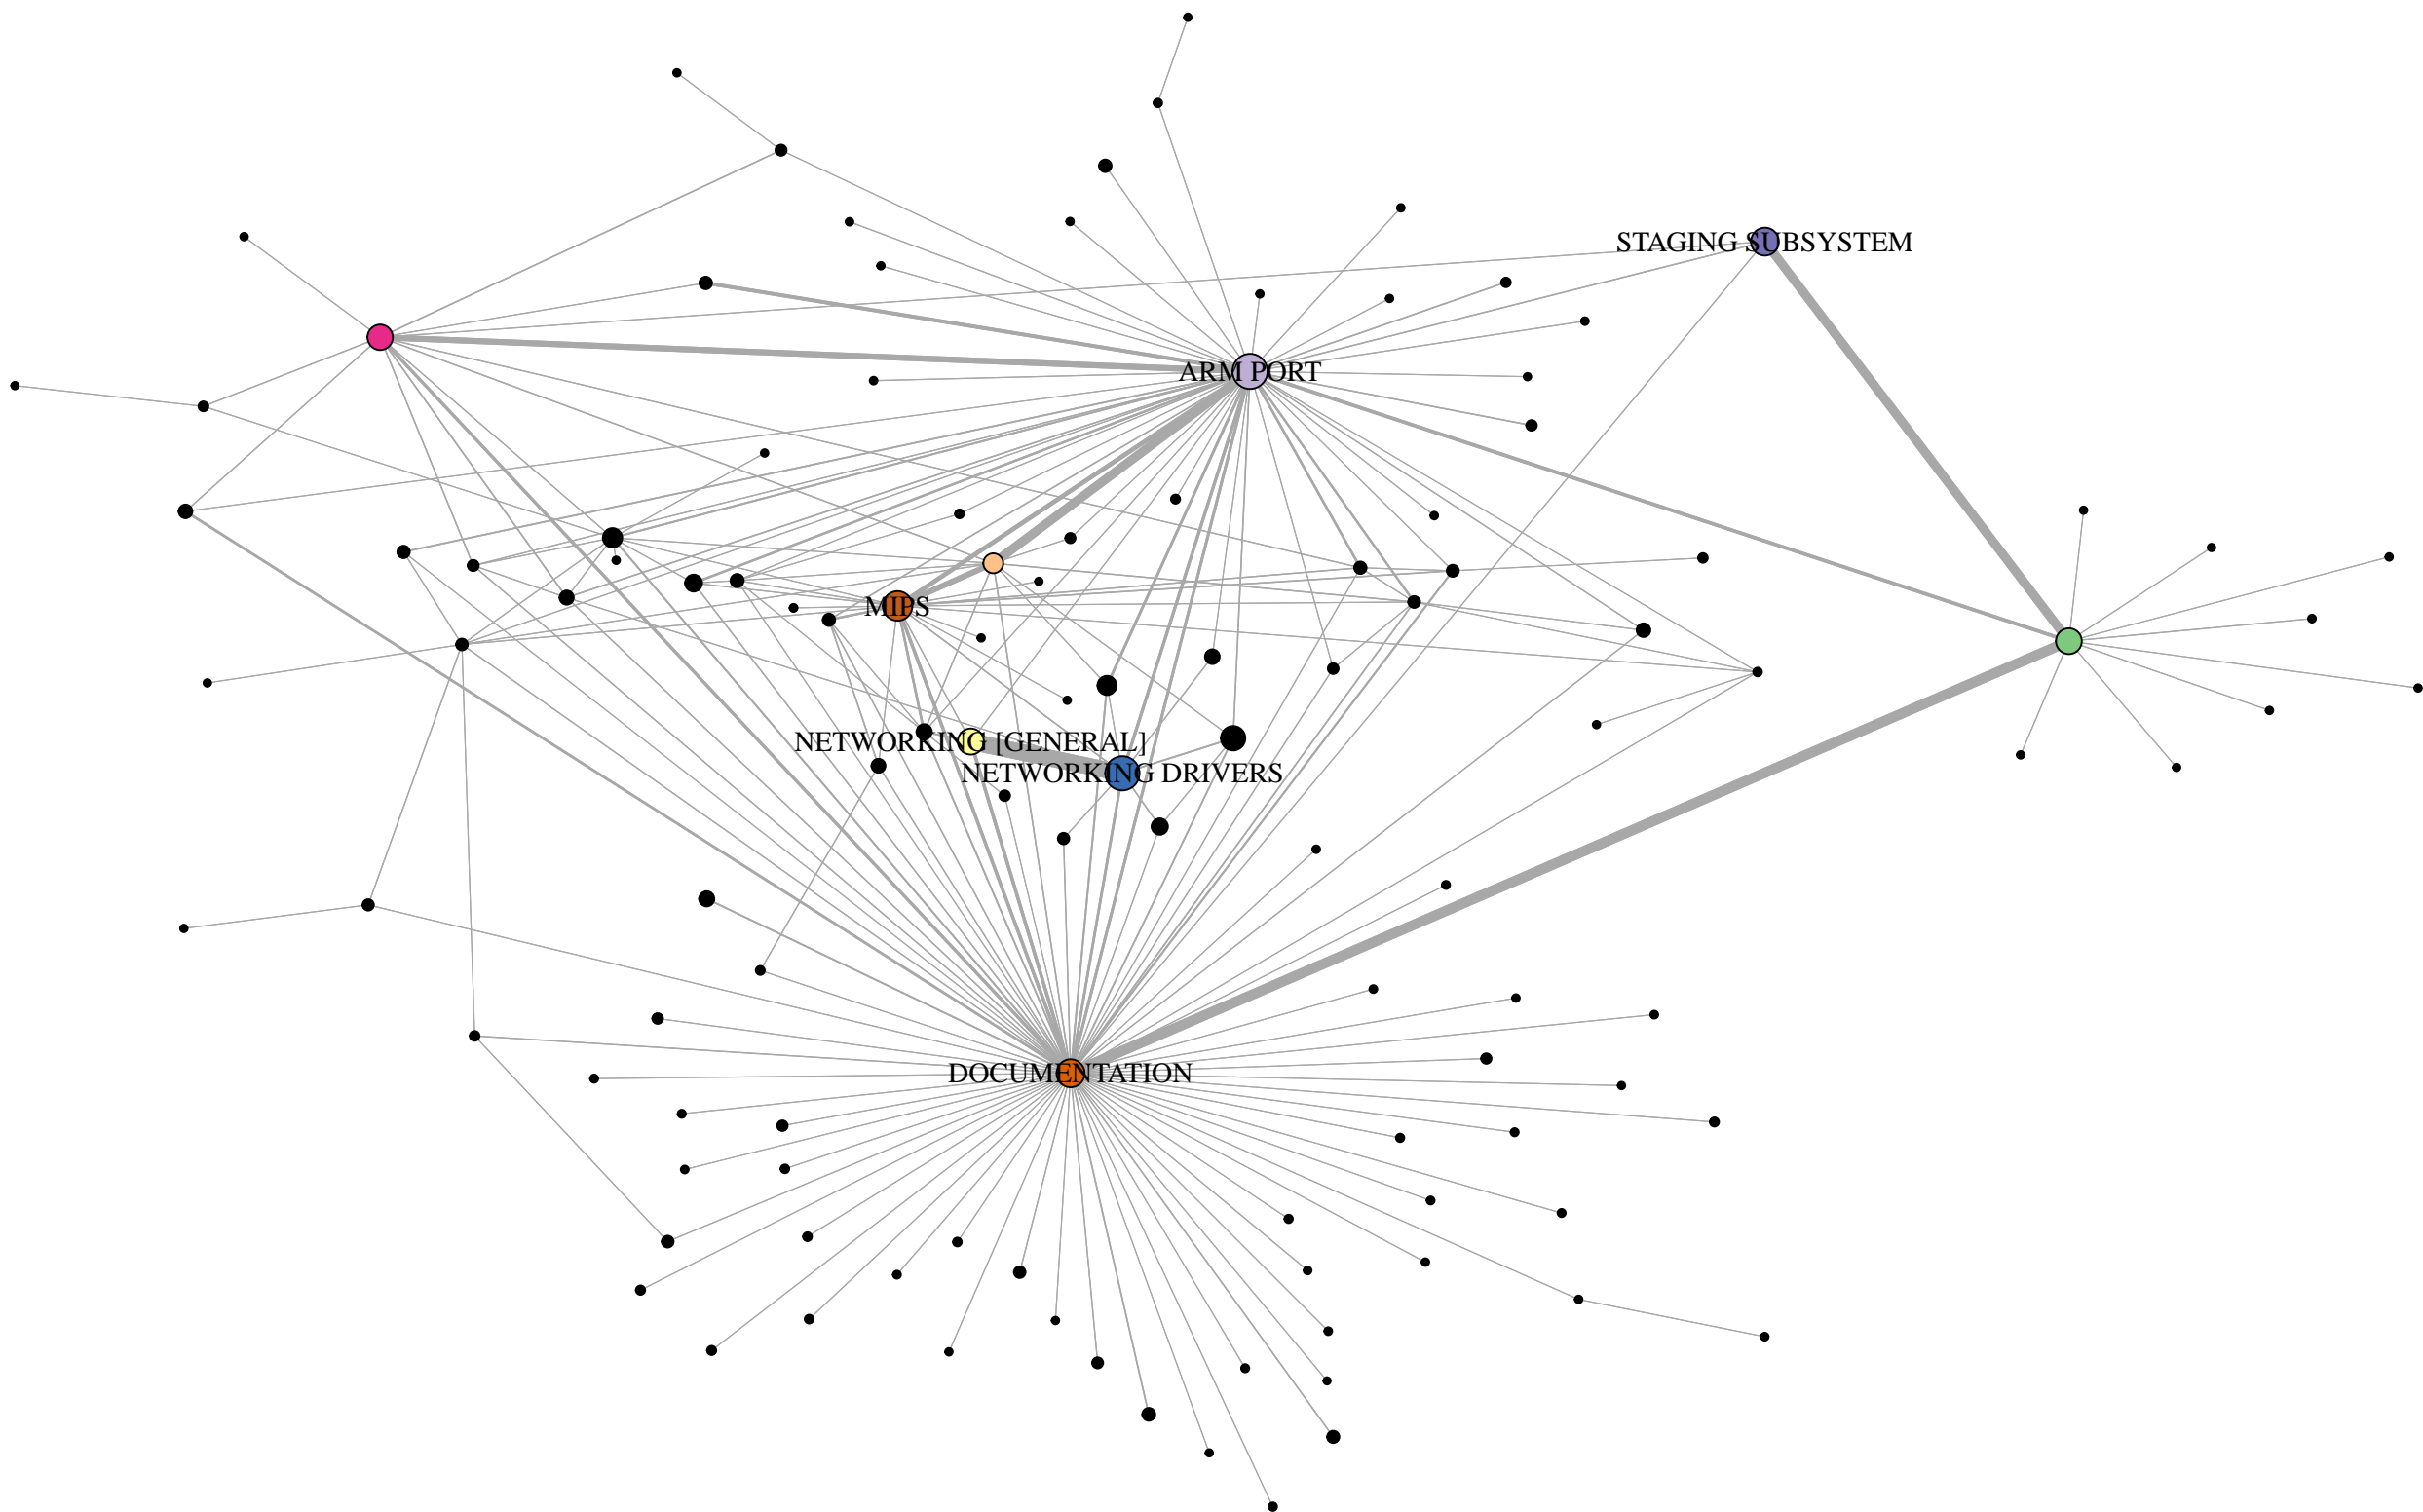 STAGING SUBSYSTEM
ARM PORT
MIPS
NETWORKING [GENERAL]
NETWORKING DRIVERS
DOCUMENTATION